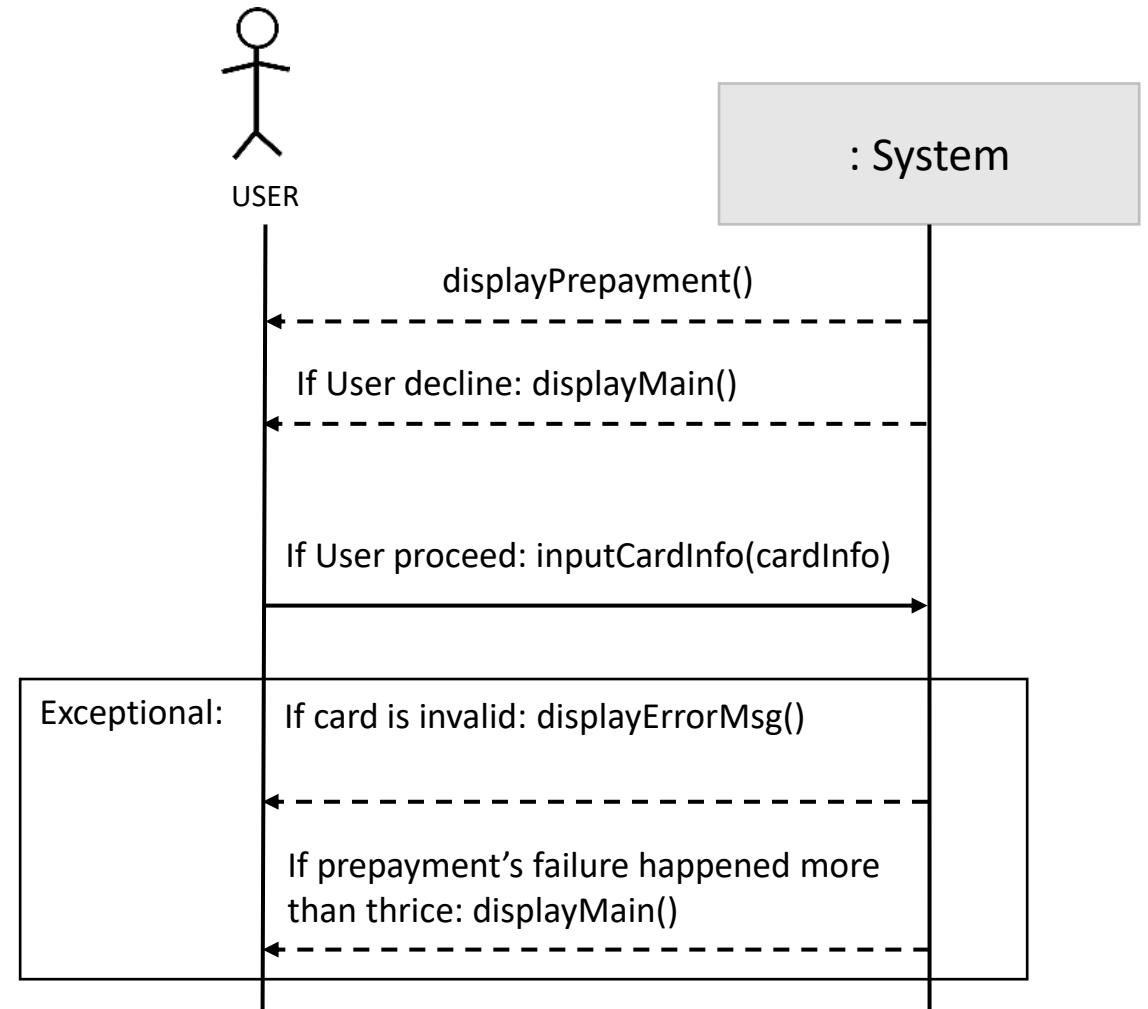 USER
: System
displayPrepayment()
If User decline: displayMain()
If User proceed: inputCardInfo(cardInfo)
Exceptional:
If card is invalid: displayErrorMsg()
If prepayment’s failure happened more
than thrice: displayMain()